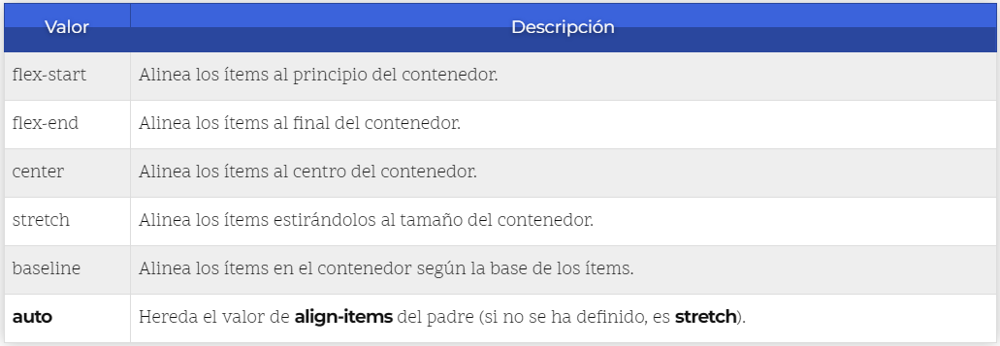 Valor Descripción
flex-start Alinea los ítems al principio del contenedor.
flex-end Alinea los ítems al final del contenedor.
center Alinea los ítems al centro del contenedor.
stretch Alinea los ítems estirándolos al tamaño del contenedor.
baseline Alinea los ítems en el contenedor según la base de los ítems.
auto Hereda el valor de align-items del padre (si no se ha definido, es stretch).